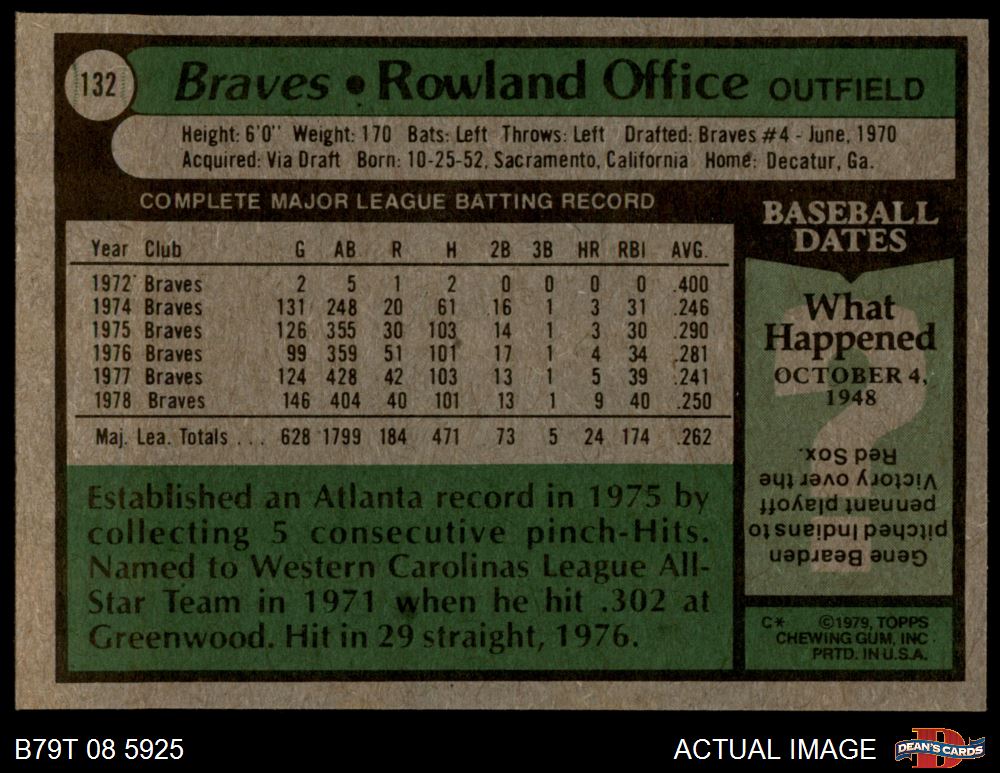 132 Braves • Rowland Office OUTFIELD
Height: 6'0" Weight: 170 Bats: Left Throws: Left Drafted: Braves #4 - June, 1970
Acquired: Via Draft Born: 10-25-52, Sacramento, California Home: Decatur, Ga.
COMPLETE MAJOR LEAGUE BATTING RECORD
Year Club G AB R H 2B 3B HR RBI AVG.
1972 Braves 2 5 1 2 0 0 0 0 .400
1974 Braves 131 248 20 61 16 1 3 31 .246
1975 Braves 126 355 30 103 14 1 3 30 .290
1976 Braves 99 359 51 101 17 1 4 34 .281
1977 Braves 124 428 42 103 13 1 5 39 .241
1978 Braves 146 404 40 101 13 1 9 40 .250
Maj. Lea. Totals . . . 628 1799 184 471 73 5 24 174 .262
Established an Atlanta record in 1975 by
collecting 5 consecutive pinch-Hits.
Named to Western Carolinas League All-
Star Team in 1971 when he hit .302 at
Greenwood. Hit in 29 straight, 1976.
BASEBALL
DATES
?
What
Happened
OCTOBER 4,
1948
Gene Bearden
pitched Indians to
pennant playoff
Victory over the
Red Sox.
C* ©1979, TOPPS
CHEWING GUM, INC.
PRTD. IN U.S.A.
B79T 08 5925
ACTUAL IMAGE
D
DEAN'S CARDS